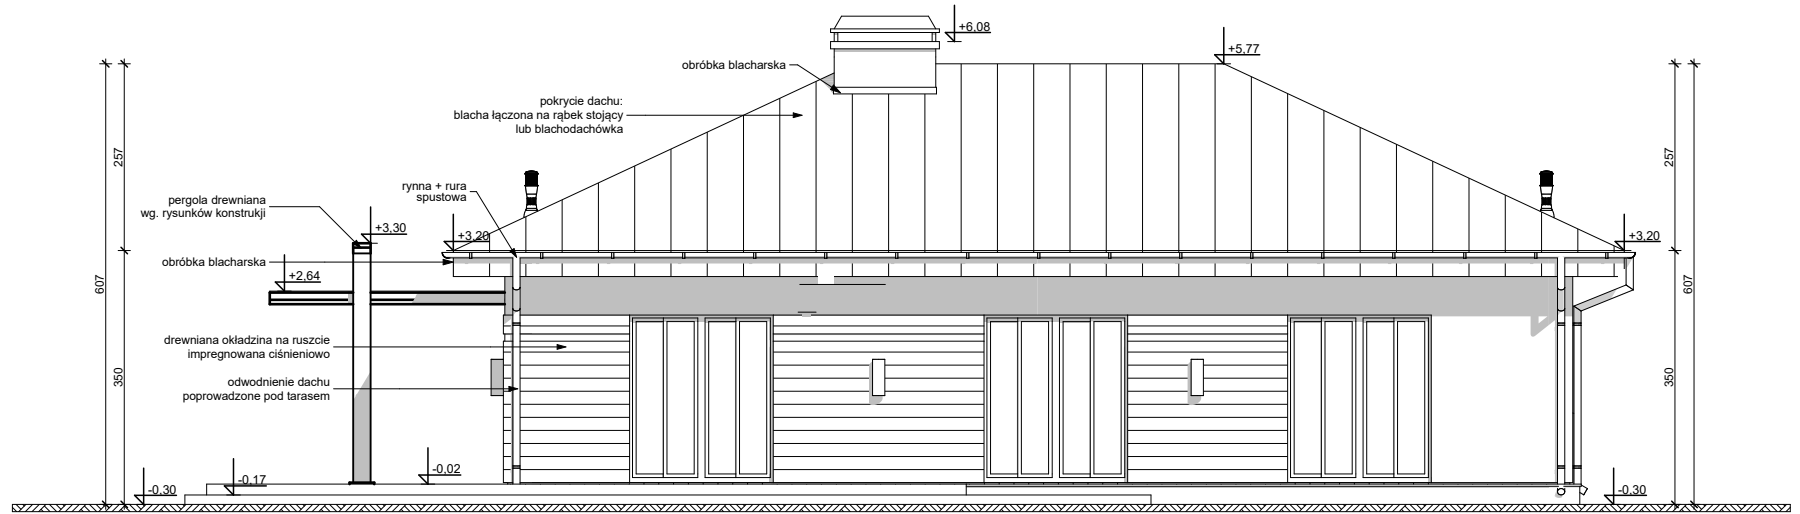 +6,08
+5,77
obróbka blacharska
pokrycie dachu:
blacha łączona na rąbek stojący
lub blachodachówka
257
257
rynna + rura
spustowa
pergola drewniana
wg. rysunków konstrukji
+3,30
+3,20
+3,20
obróbka blacharska
+2,64
607
607
drewniana okładzina na ruszcie
impregnowana ciśnieniowo
350
350
odwodnienie dachu
poprowadzone pod tarasem
-0,02
-0,17
-0,30
-0,30